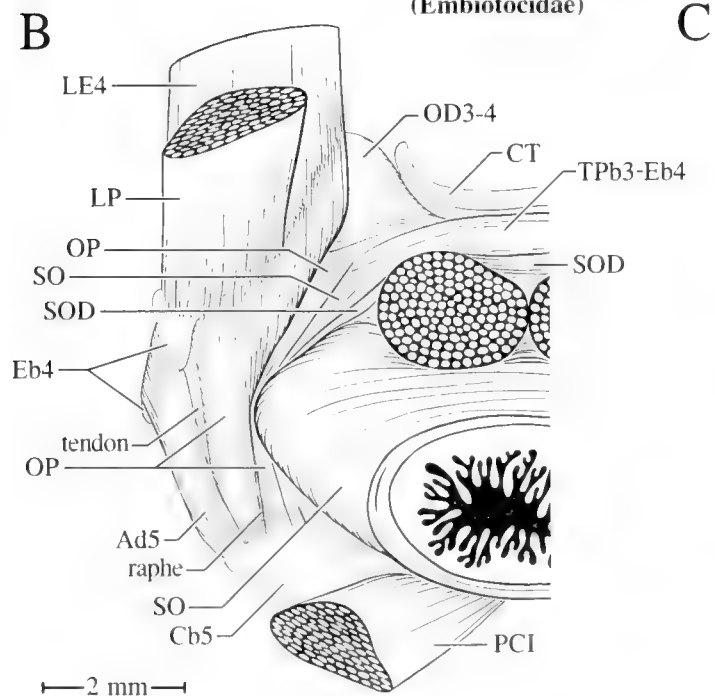 (Embiotocidae)
B
C
LE4
OD3-4
CT
TPb3-Eb4
LP
OP
SO
SOD
SOD
Eb4
tendon
OP
Ad5
raphe
SO
Cb5
PCI
2 mm